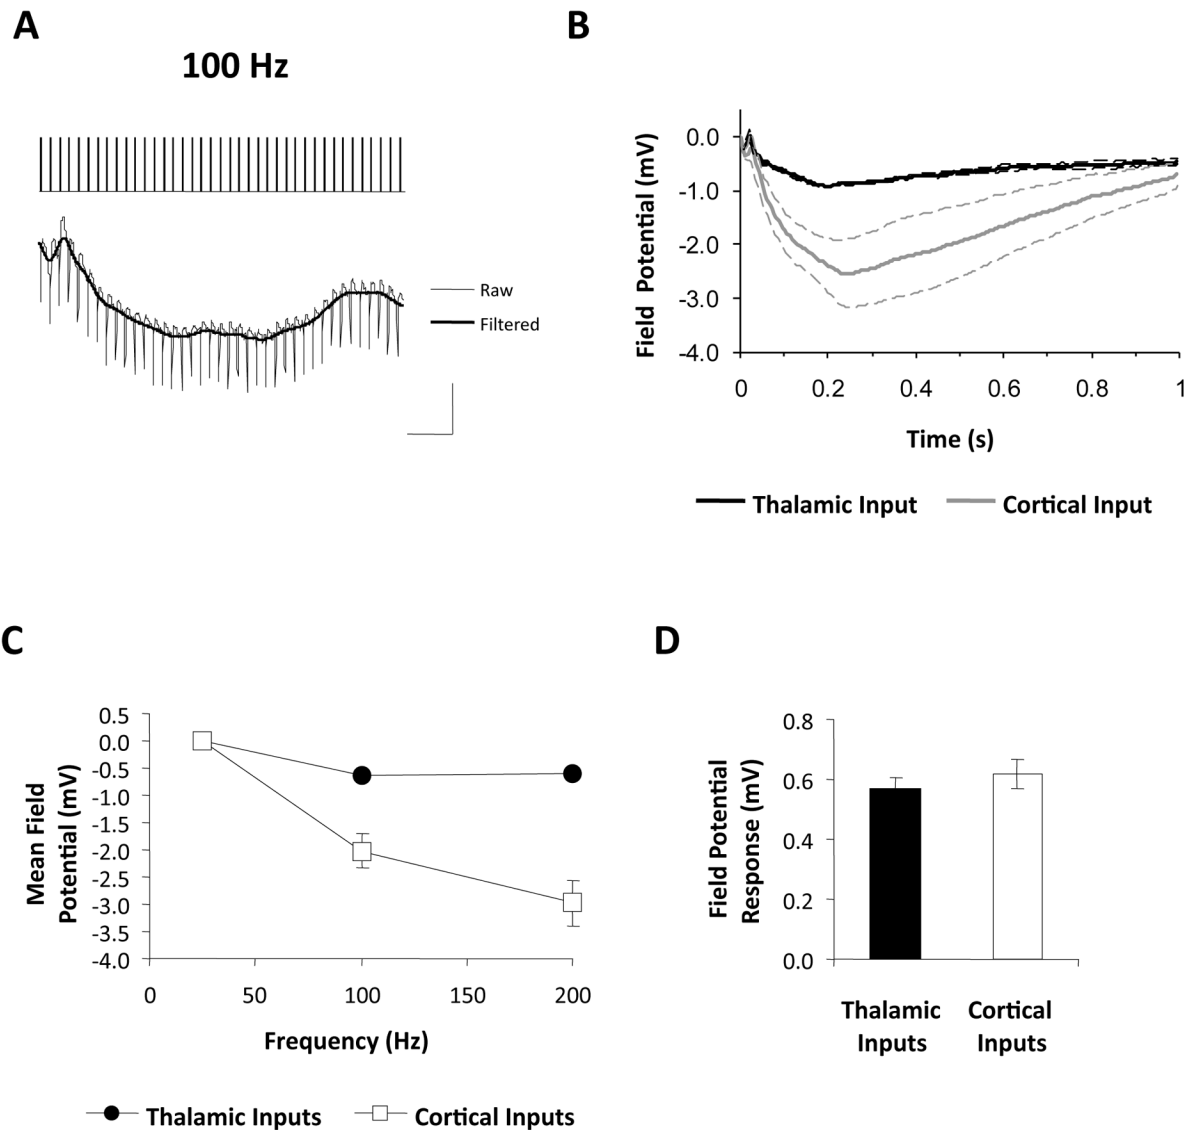 A
100 Hz
Raw
Filtered
B
0.0
-1.0
-2.0
-3.0
-4.0
Field Potential (mV)
0 0.2 0.4 0.6 0.8 1
Time (s)
Thalamic Input Cortical Input
C
0.5
0.0
-0.5
-1.0
-1.5
-2.0
-2.5
-3.0
-3.5
-4.0
Mean Field
Potential (mV)
0 50 100 150 200
Frequency (Hz)
Thalamic Inputs Cortical Inputs
D
0.8
0.6
0.4
0.2
0.0
Field Potential
Response (mV)
Thalamic Cortical
Inputs Inputs